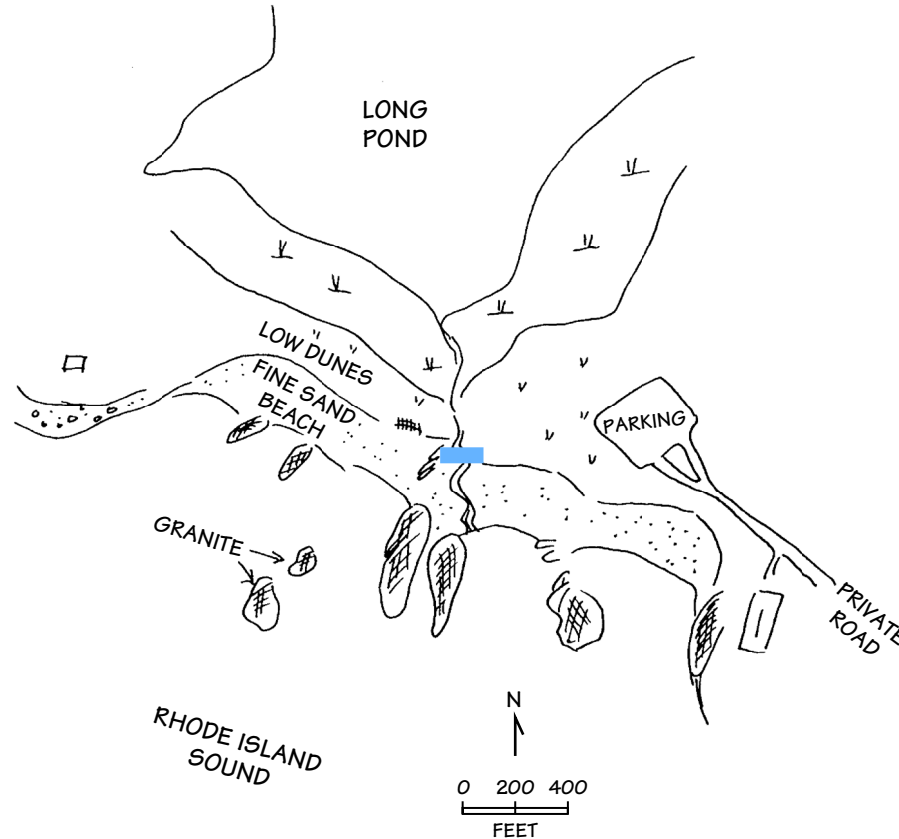 LONG
POND
LOW DUNES
FINE SAND
BEACH
PARKING
GRANITE
PRIVATE
ROAD
RHODE ISLAND
SOUND
N
0 200 400
FEET